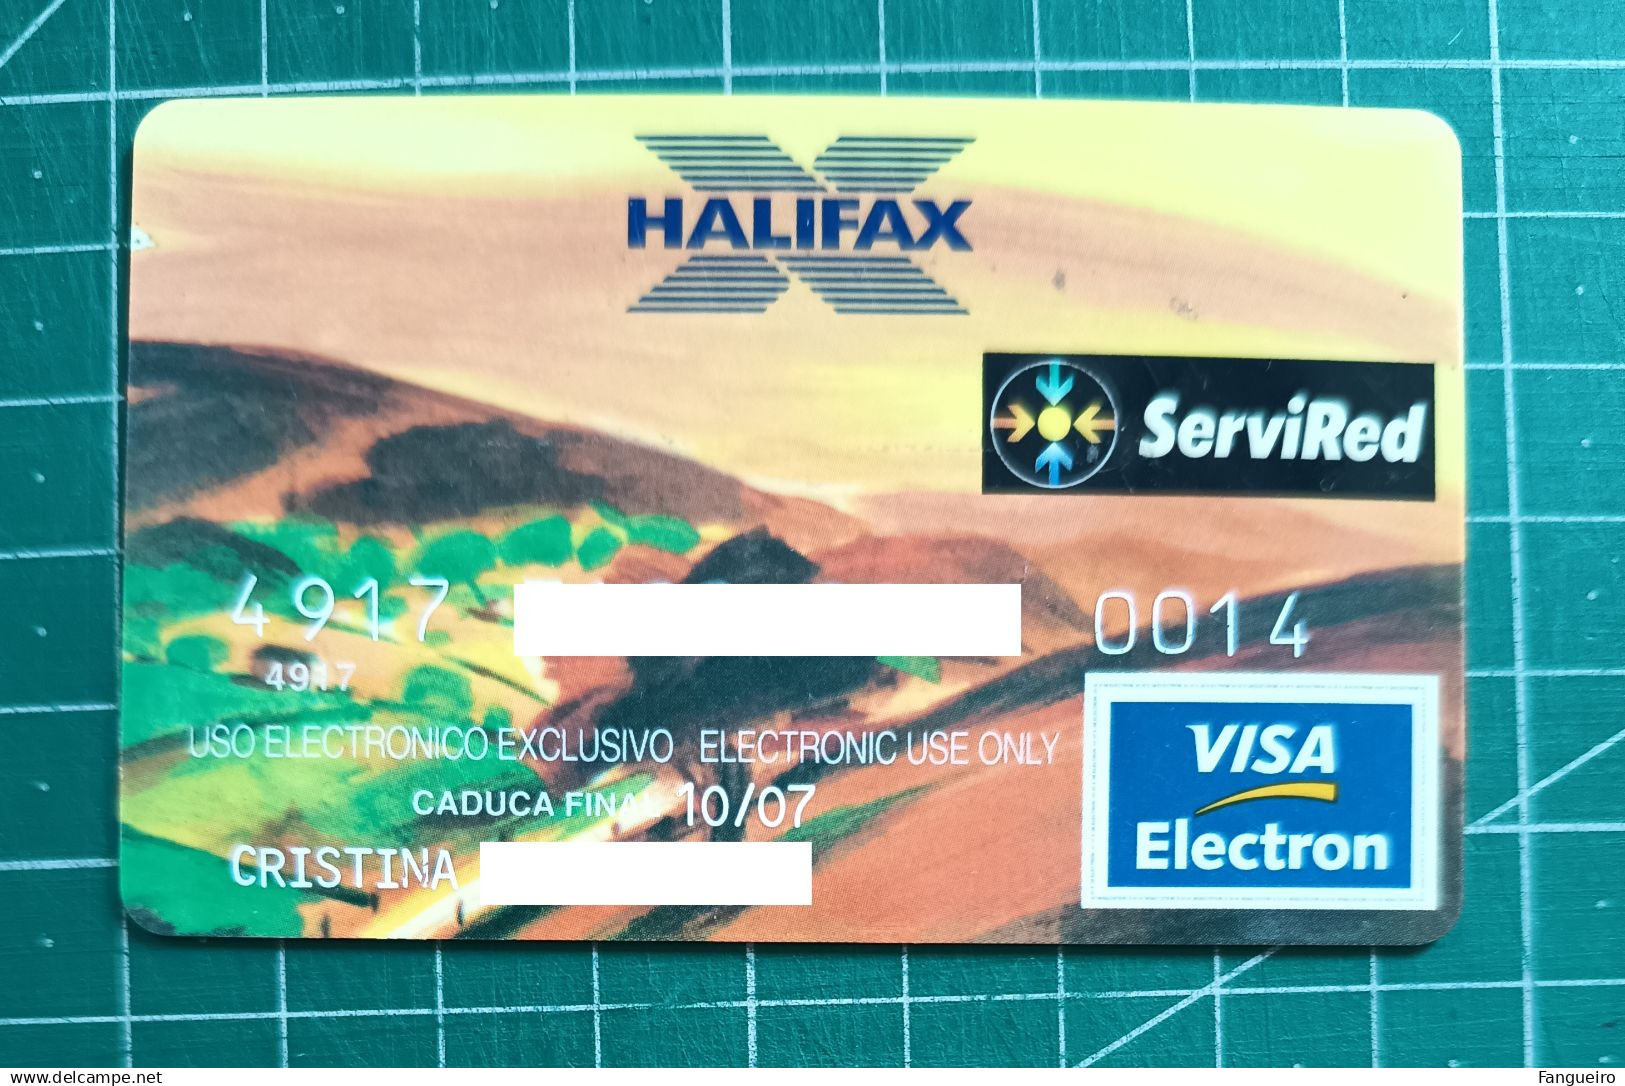 HALIFAX
ServiRed
4917 0014
4917
USO ELECTRONICO EXCLUSIVO ELECTRONIC USE ONLY
CADUCA FINAL 10/07
CRISTINA
VISA
Electron
www.delcampe.net
Fangueiro